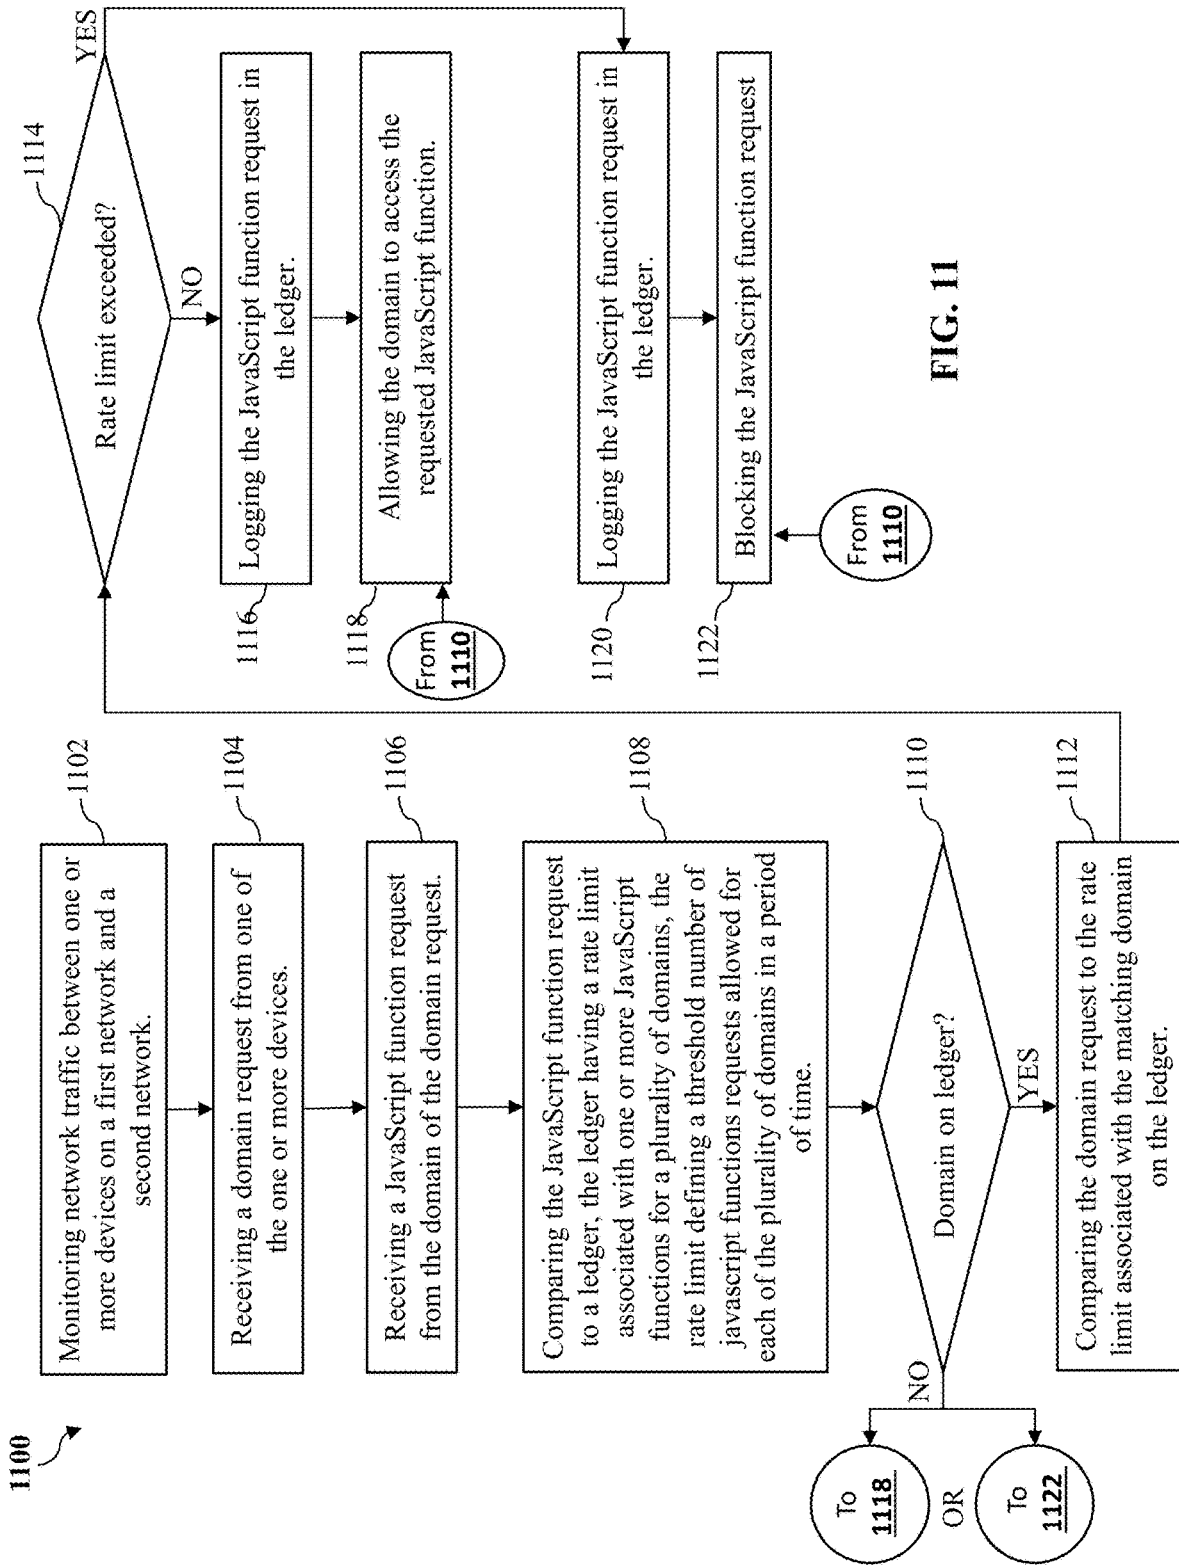 1100
Monitoring network traffic between one or
more devices on a first network and a
second network.
1102
Receiving a domain request from one of
the one or more devices.
1104
Receiving a JavaScript function request
from the domain of the domain request.
1106
Comparing the JavaScript function request
to a ledger, the ledger having a rate limit
associated with one or more JavaScript
functions for a plurality of domains, the
rate limit defining a threshold number of
javascript functions requests allowed for
each of the plurality of domains in a period
of time.
1108
Domain on ledger?
1110
NO
To
1118
OR
To
1122
YES
Comparing the domain request to the rate
limit associated with the matching domain
on the ledger.
1112
Rate limit exceeded?
1114
YES
NO
Logging the JavaScript function request in
the ledger.
1116
Allowing the domain to access the
requested JavaScript function.
1118
From
1110
Logging the JavaScript function request in
the ledger.
1120
Blocking the JavaScript function request
1122
From
1110
FIG. 11